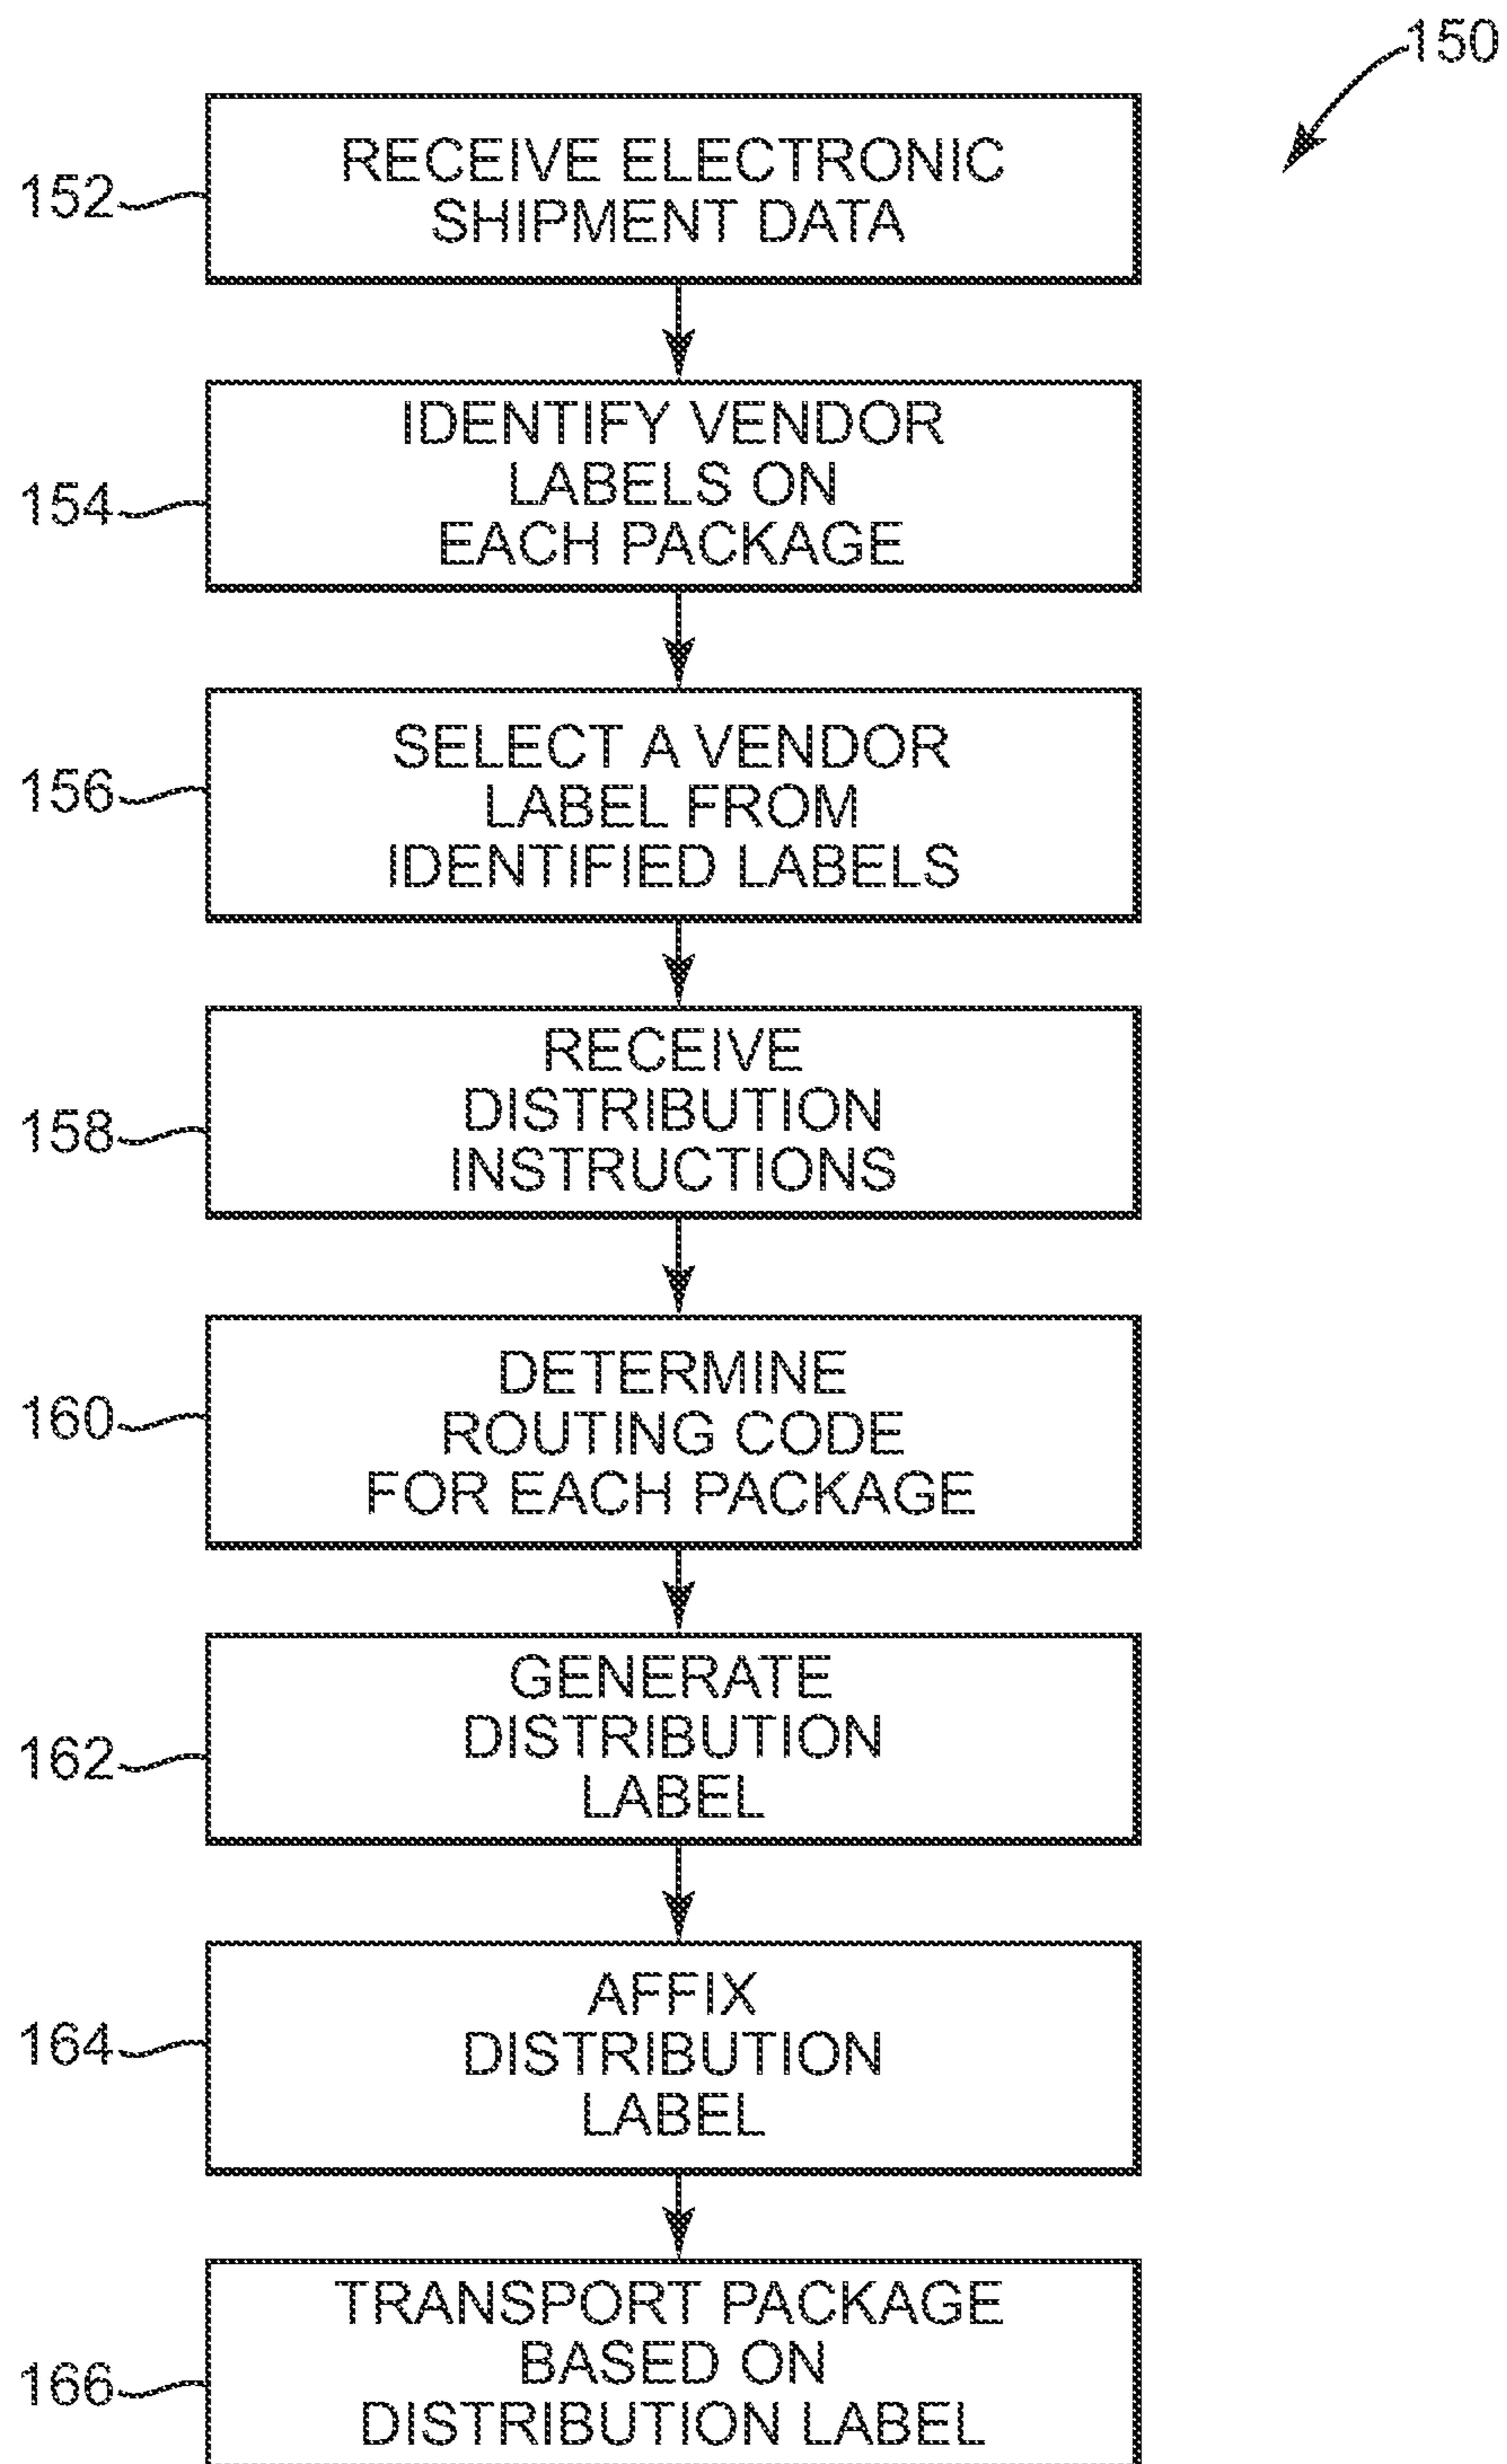 150
152
RECEIVE ELECTRONIC
SHIPMENT DATA
154
IDENTIFY VENDOR
LABELS ON
EACH PACKAGE
156
SELECT A VENDOR
LABEL FROM
IDENTIFIED LABELS
158
RECEIVE
DISTRIBUTION
INSTRUCTIONS
160
DETERMINE
ROUTING CODE
FOR EACH PACKAGE
162
GENERATE
DISTRIBUTION
LABEL
164
AFFIX
DISTRIBUTION
LABEL
166
TRANSPORT PACKAGE
BASED ON
DISTRIBUTION LABEL